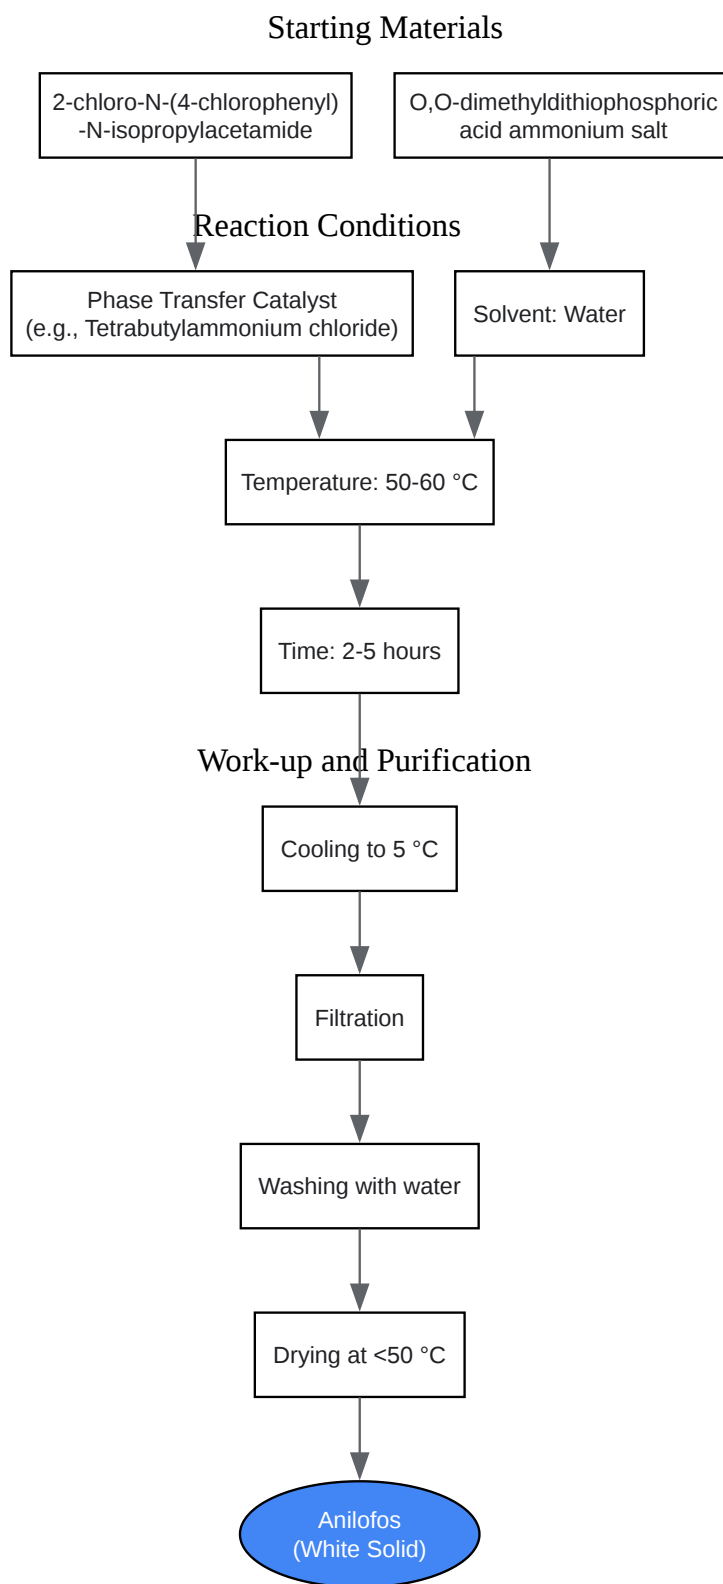 Starting Materials
2-chloro-N-(4-chlorophenyl)
-N-isopropylacetamide
O,O-dimethyldithiophosphoric
acid ammonium salt
Reaction Conditions
Phase Transfer Catalyst
(e.g., Tetrabutylammonium chloride)
Solvent: Water
Temperature: 50-60 °C
Time: 2-5 hours
Work-up and Purification
Cooling to 5 °C
Filtration
Washing with water
Drying at <50 °C
Anilofos
(White Solid)